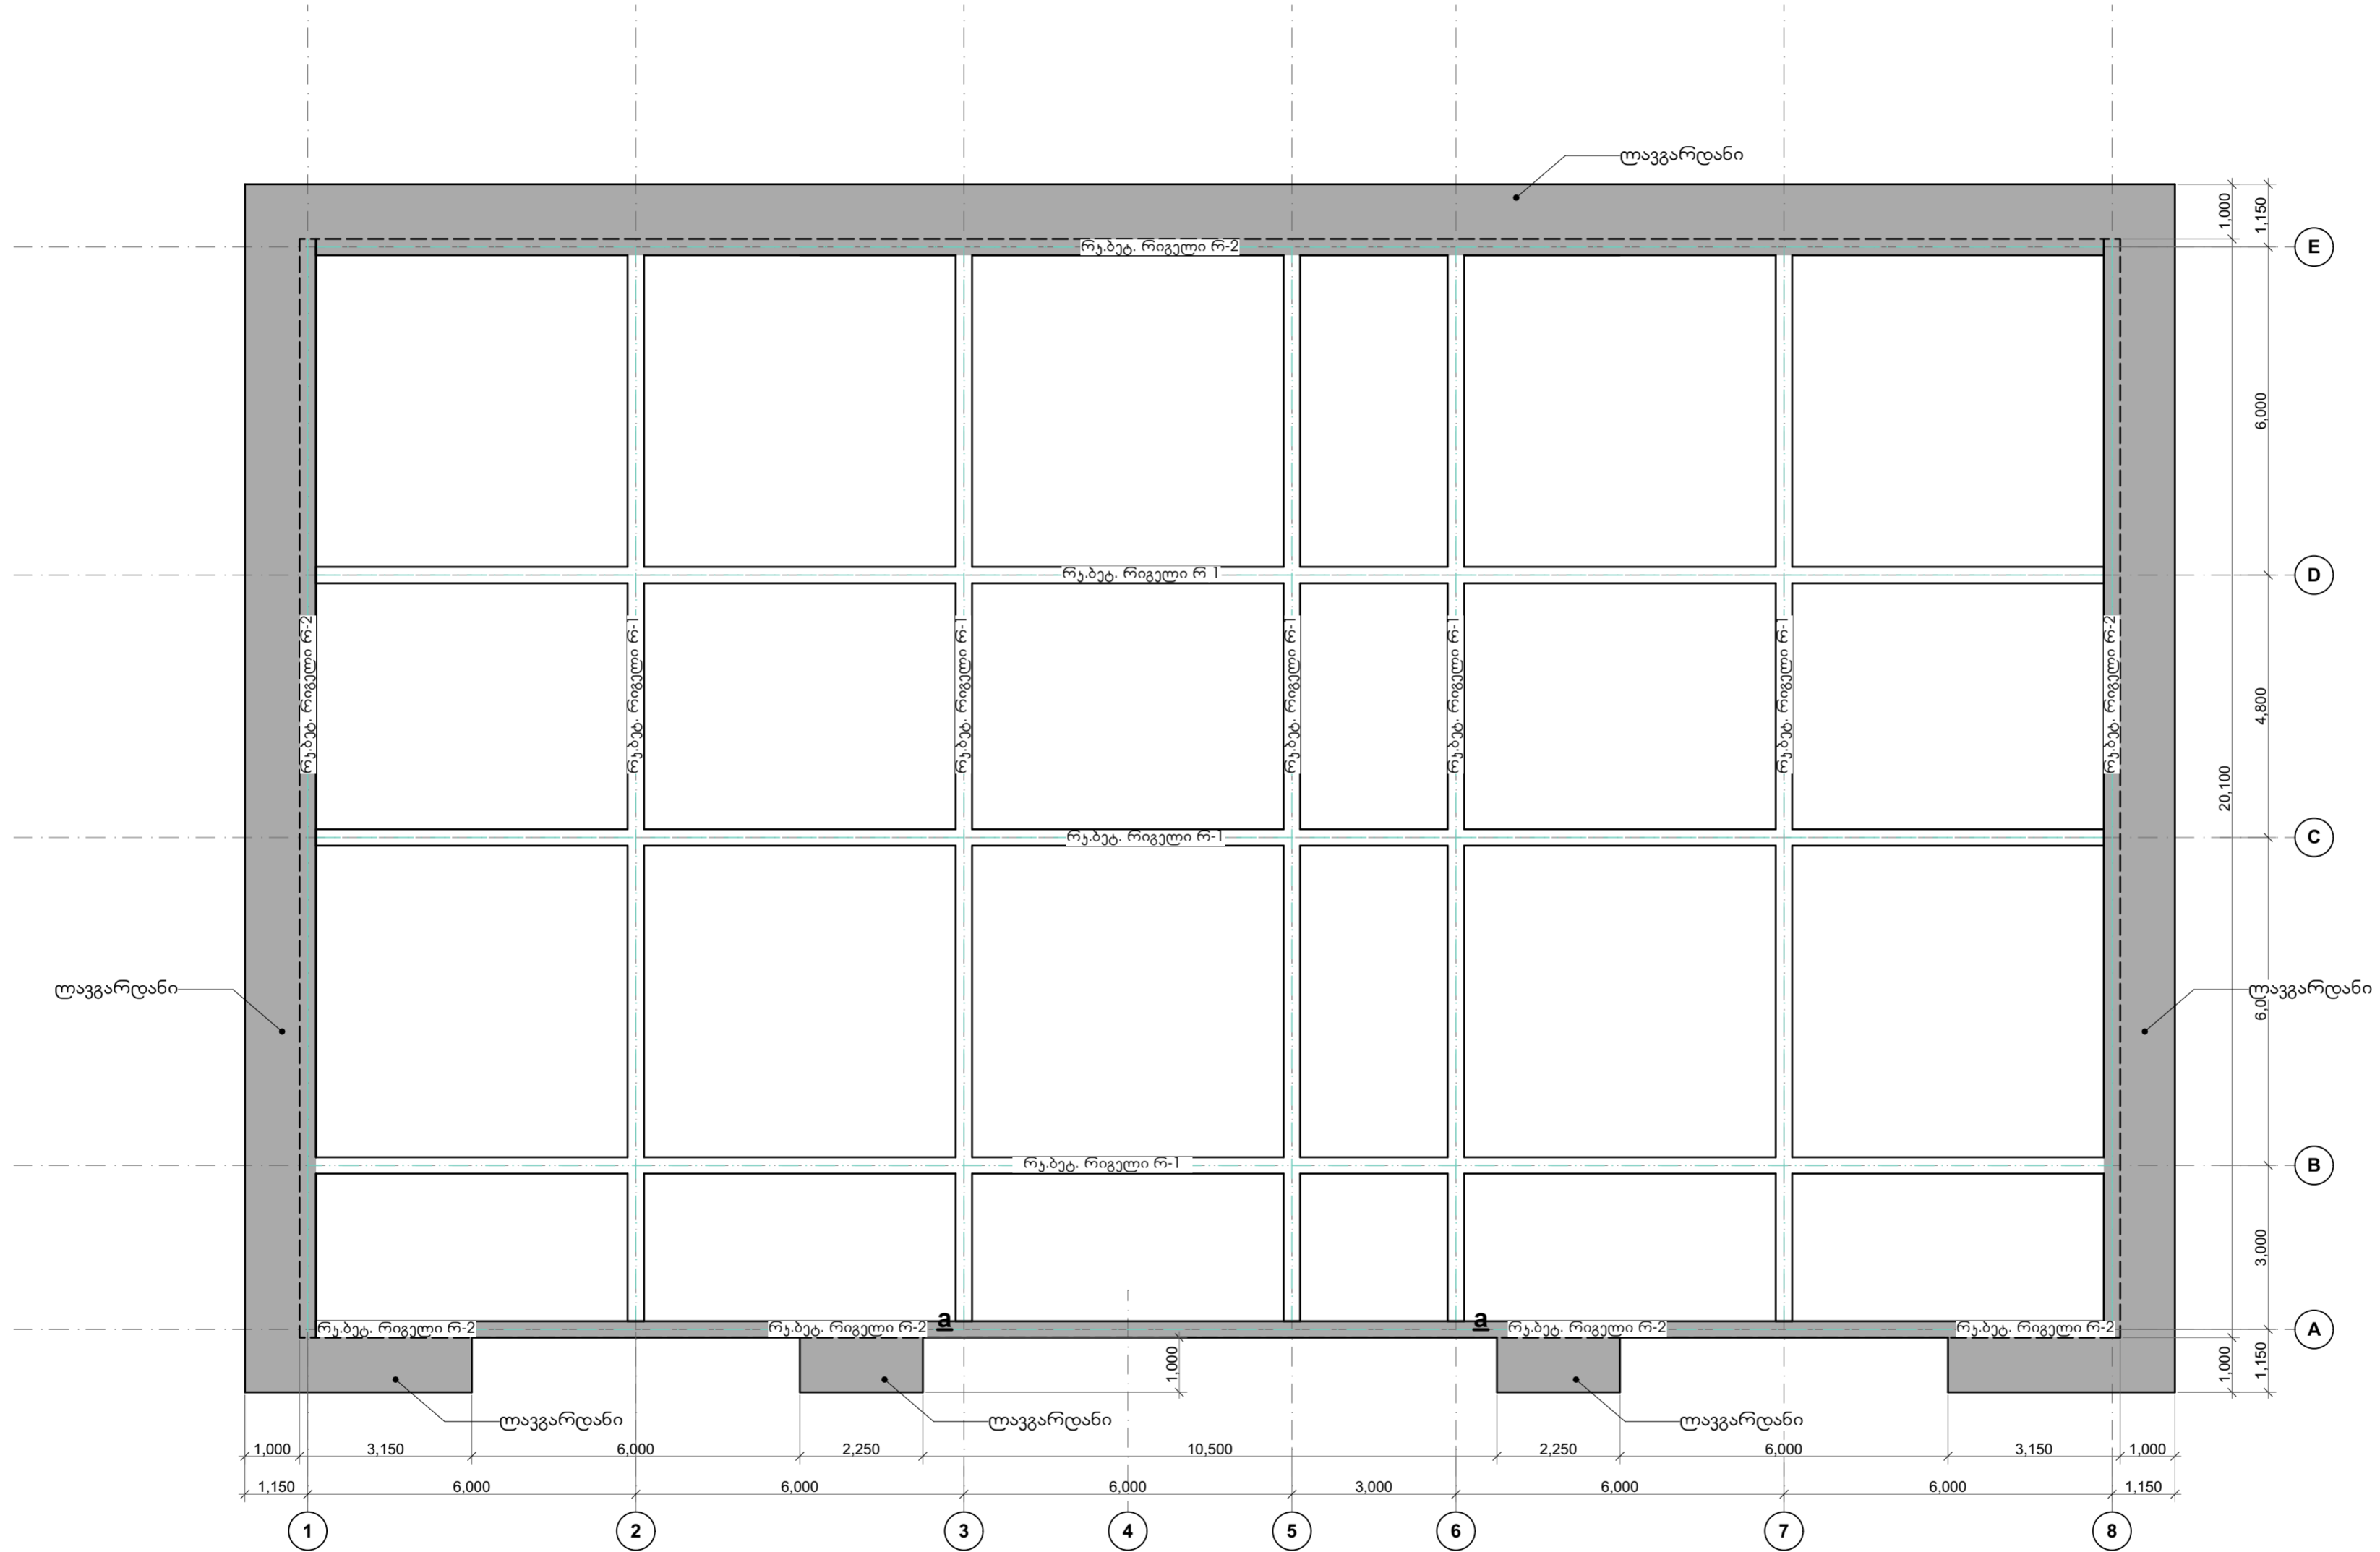 ლავგარდანი
1,000
1,150
რკ.ბეტ. რიგელი რ-2
E
6,000
რკ.ბეტ. რიგელი რ 1
D
რკ.ბეტ. რიგელი რ-2
რკ.ბეტ. რიგელი რ-1
რკ.ბეტ. რიგელი რ-1
რკ.ბეტ. რიგელი რ-1
რკ.ბეტ. რიგელი რ-1
რკ.ბეტ. რიგელი რ-1
რკ.ბეტ. რიგელი რ-2
4,800
20,100
რკ.ბეტ. რიგელი რ-1
C
ლავგარდანი
ლავგარდანი
რკ.ბეტ. რიგელი რ-1
B
3,000
რკ.ბეტ. რიგელი რ-2
რკ.ბეტ. რიგელი რ-2
a
a
რკ.ბეტ. რიგელი რ-2
რკ.ბეტ. რიგელი რ-2
A
1,000
1,000
1,150
ლავგარდანი
ლავგარდანი
ლავგარდანი
1,000 3,150 6,000 2,250 10,500 2,250 6,000 3,150 1,000
1,150 6,000 6,000 6,000 3,000 6,000 6,000 1,150
1 2 3 4 5 6 7 8